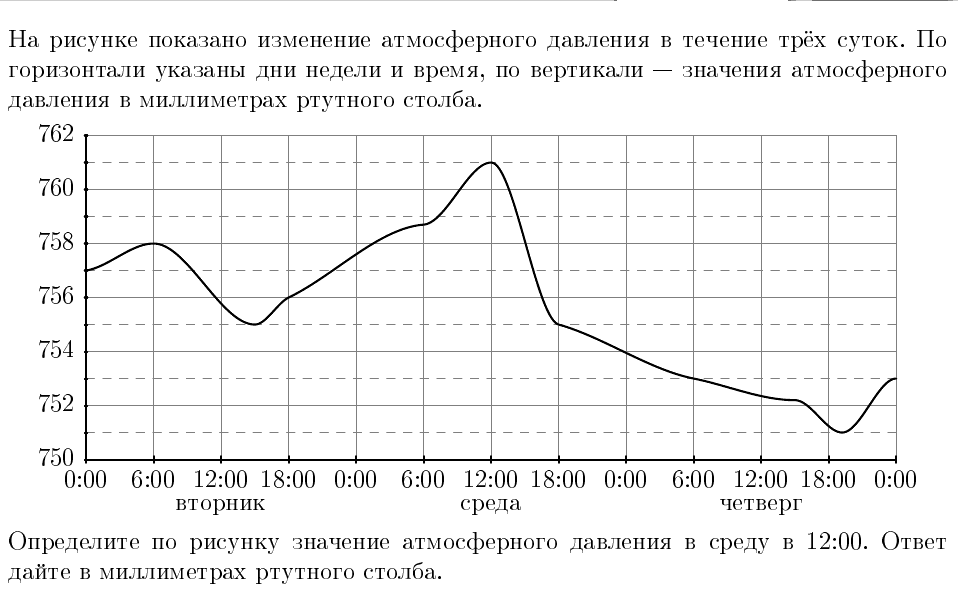 На рисунке показано изменение атмосферного давления в течение трёх суток. По
горизонтали указаны дни недели и время, по вертикали — значения атмосферного
давления в миллиметрах ртутного столба.
762
760
758
756
754
752
750
0:00 6:00 12:00 18:00 0:00 6:00 12:00 18:00 0:00 6:00 12:00 18:00 0:00
вторник среда четверг
Определите по рисунку значение атмосферного давления в среду в 12:00. Ответ
дайте в миллиметрах ртутного столба.